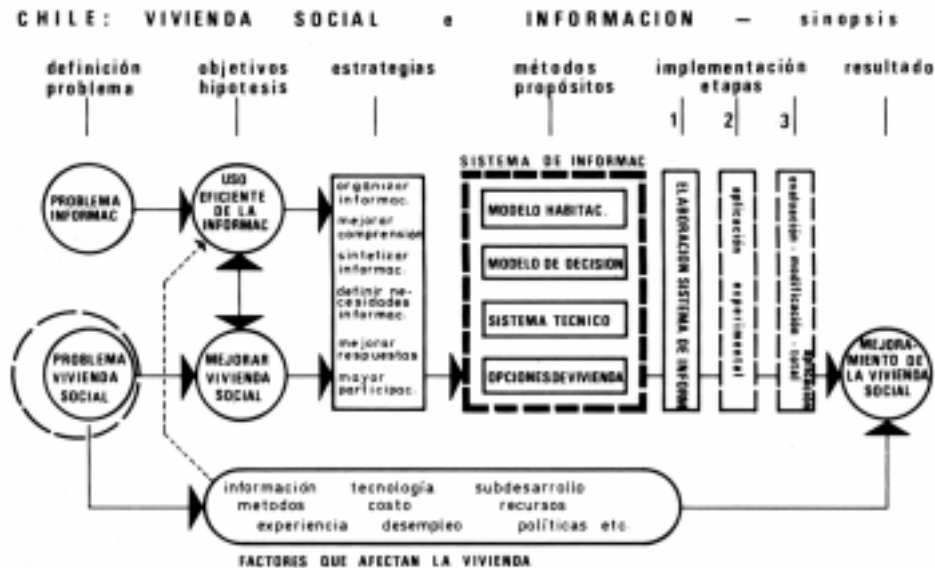 CHILE: VIVIENDA SOCIAL e INFORMACION — sinopsis
definición problema
objetivos hipotesis
estrategias
métodos propósitos
implementación etapas
resultado
1 2 3
PROBLEMA
INFORMAC
USO
EFICIENTE
DE LA
INFORMAC
organizar
informac.
mejorar
comprension
sintetizar
informac.
definir ne-
cesidades
informac.
mejorar
respuestas
mayor
participac.
SISTEMA DE INFORMAC
MODELO HABITAC.
MODELO DE DECISION
SISTEMA TECNICO
OPCIONES DE VIVIENDA
ELABORACION SISTEMA DE INFORM
aplicación experimental
evaluación - modificación - total
PROBLEMA
VIVIENDA
SOCIAL
MEJORAR
VIVIENDA
SOCIAL
MEJORA-
MIENTO DE
LA VIVIENDA
SOCIAL
información tecnología subdesarrollo
metodos costo recursos
experiencia desempleo políticas etc.
FACTORES QUE AFECTAN LA VIVIENDA